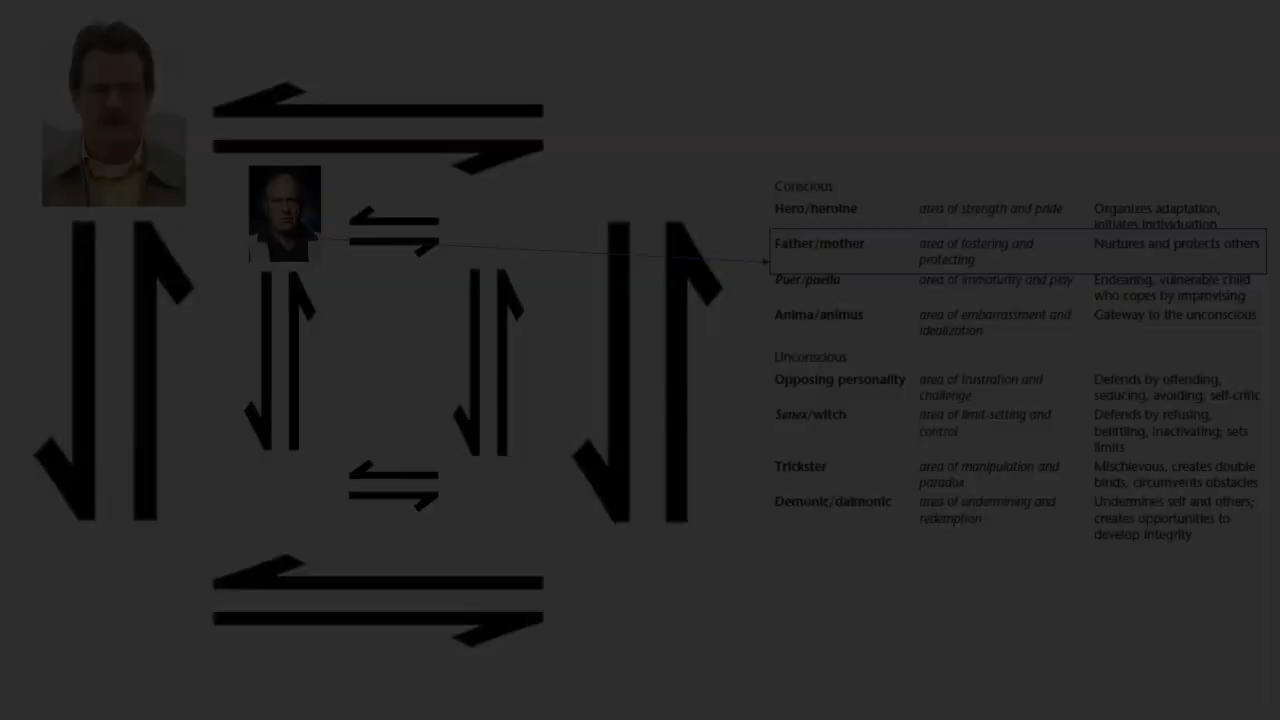 Conscious
Hero/heroine area of strength and pride Organizes adaptation,
initiates individuation
Father/mother area of fostering and Nurtures and protects others
protecting
Puer/puella area of immaturity and play Endearing, vulnerable child
who copes by improvising
Anima/animus area of embarrassment and Gateway to the unconscious
idealization
Unconscious
Opposing personality area of frustration and Defends by offending,
challenge seducing, avoiding; self-critic
Senex/witch area of limit-setting and Defends by refusing,
control belittling, inactivating; sets
limits
Trickster area of manipulation and Mischievous, creates double
paradox binds, circumvents obstacles
Demonic/daimonic area of undermining and Undermines self and others;
redemption creates opportunities to
develop integrity